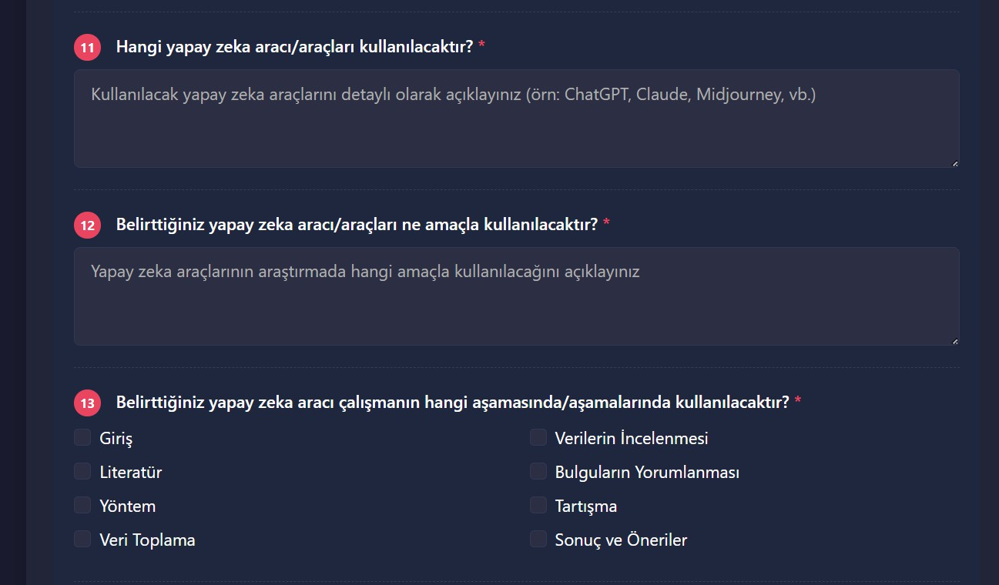 11 Hangi yapay zeka aracı/araçları kullanılacaktır? *
Kullanılacak yapay zeka araçlarını detaylı olarak açıklayınız (örn: ChatGPT, Claude, Midjourney, vb.)
12 Belirttiğiniz yapay zeka aracı/araçları ne amaçla kullanılacaktır? *
Yapay zeka araçlarının araştırmada hangi amaçla kullanılacağını açıklayınız
13 Belirttiğiniz yapay zeka aracı çalışmanın hangi aşamasında/aşamalarında kullanılacaktır? *
Giriş
Literatür
Yöntem
Veri Toplama
Verilerin İncelenmesi
Bulguların Yorumlanması
Tartışma
Sonuç ve Öneriler